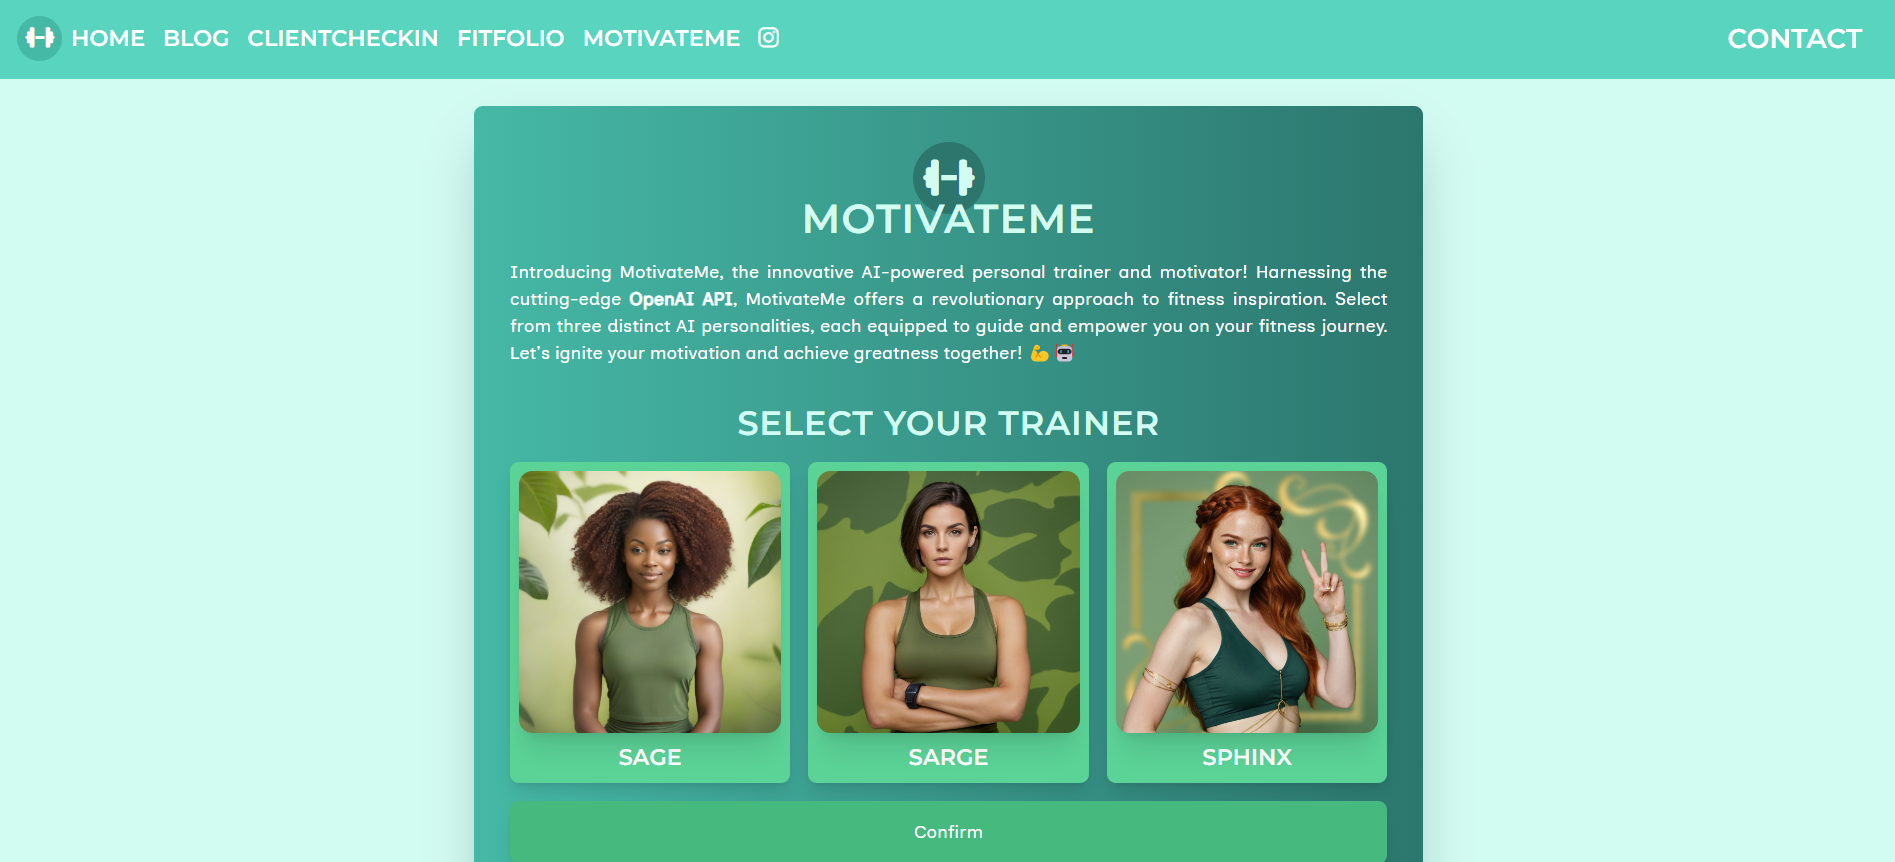 HOME BLOG CLIENTCHECKIN FITFOLIO MOTIVATEME CONTACT
MOTIVATEME
Introducing MotivateMe, the innovative AI-powered personal trainer and motivator! Harnessing the
cutting-edge OpenAI API, MotivateMe offers a revolutionary approach to fitness inspiration. Select
from three distinct AI personalities, each equipped to guide and empower you on your fitness journey.
Let's ignite your motivation and achieve greatness together! 💪🤖
SELECT YOUR TRAINER
SAGE SARGE SPHINX
Confirm